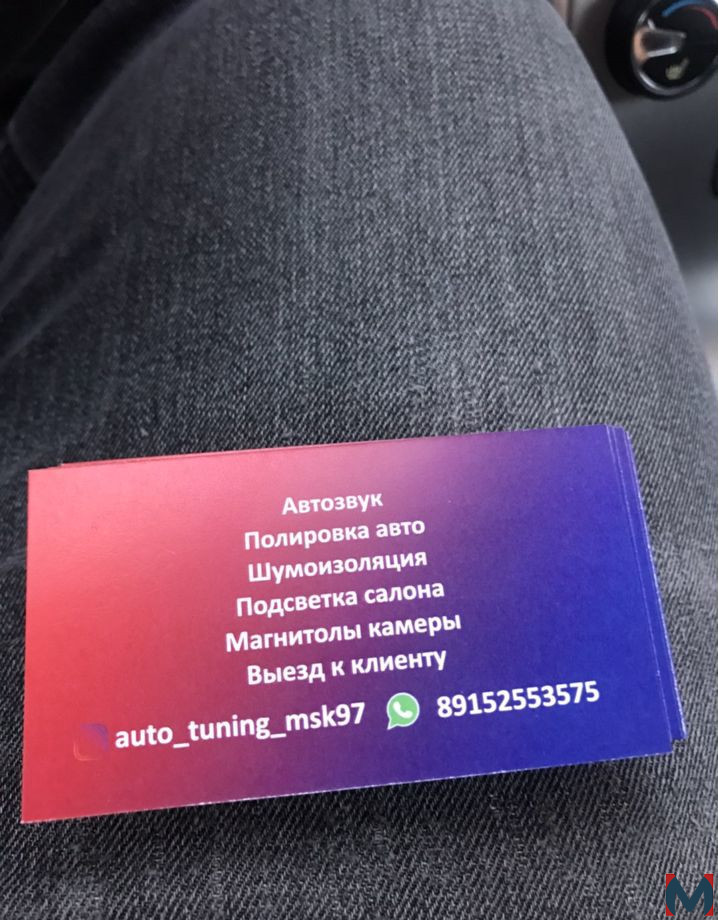 Автозвук
Полировка авто
Шумоизоляция
Подсветка салона
Магнитолы камеры
Выезд к клиенту
auto_tuning_msk97 89152553575
M